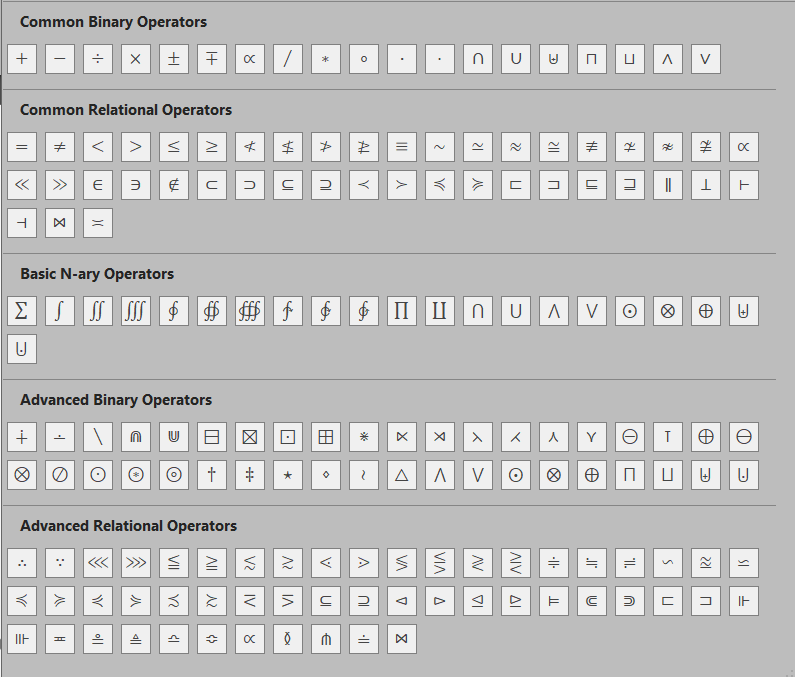 Common Binary Operators
+ − ÷ × ± ∓ ∝ / ∗ ∘ ∙ ⋅ ∩ ∪ ⊎ ⊓ ⊔ ∧ ∨
Common Relational Operators
= ≠ < > ≤ ≥ ≮ ≰ ≯ ≱ ≡ ∼ ≃ ≈ ≅ ≢ ≄ ≉ ≇ ∝
≪ ≫ ∈ ∋ ∉ ⊂ ⊃ ⊆ ⊇ ≺ ≻ ≼ ≽ ⊏ ⊐ ⊑ ⊒ ∥ ⊥ ⊢
⊣ ⋈ ≍
Basic N-ary Operators
∑ ∫ ∬ ∭ ∮ ∯ ∰ ∱ ∲ ∳ ∏ ∐ ⋂ ⋃ ⋀ ⋁ ⨀ ⨂ ⨁ ⨄
⨃
Advanced Binary Operators
∔ ∸ ∖ ⋒ ⋓ ⊟ ⊠ ⊡ ⊞ ⋇ ⋉ ⋊ ⋋ ⋌ ⋏ ⋎ ⊝ ⊺ ⊕ ⊖
⊗ ⊘ ⊙ ⊛ ⊚ † ‡ ⋆ ⋄ ≀ △ ⋀ ⋁ ⨀ ⨂ ⨁ ⨅ ⨆ ⨄ ⨃
Advanced Relational Operators
∴ ∵ ⋘ ⋙ ≦ ≧ ≲ ≳ ⋖ ⋗ ≶ ⋚ ≷ ⋛ ≑ ≒ ≓ ∽ ≊ ⋍
≼ ≽ ⋞ ⋟ ≾ ≿ ⋜ ⋝ ⊆ ⊇ ⊲ ⊳ ⊴ ⊵ ⊨ ⋐ ⋑ ⊏ ⊐ ⊩
⊪ ≖ ≗ ≜ ≏ ≎ ∝ ≬ ⋔ ≐ ⋈